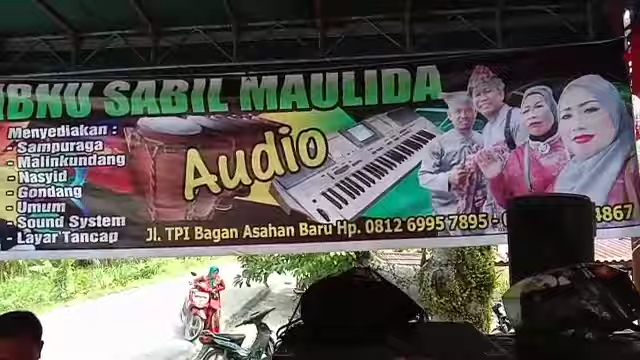 IBNU SABIL MAULIDA
Menyediakan :
- Sampuraga
- Malinkundang
- Nasyid
- Gondang
- Umum
- Sound System
- Layar Tancap
Audio
Jl. TPI Bagan Asahan Baru Hp. 0812 6995 7895 -
4867